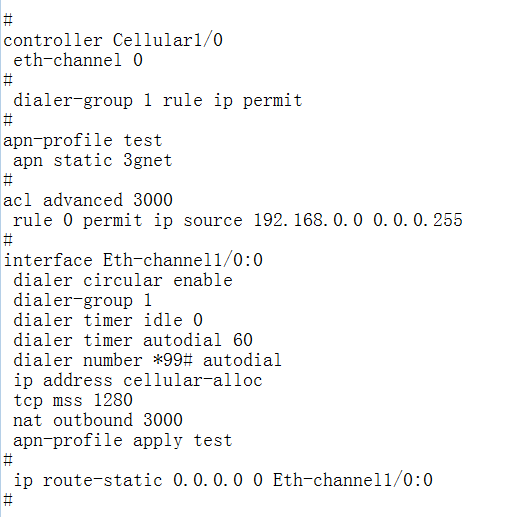 #
controller Cellular1/0
 eth-channel 0
#
 dialer-group 1 rule ip permit
#
apn-profile test
 apn static 3gnet
#
acl advanced 3000
 rule 0 permit ip source 192.168.0.0 0.0.0.255
#
interface Eth-channel1/0:0
 dialer circular enable
 dialer-group 1
 dialer timer idle 0
 dialer timer autodial 60
 dialer number *99# autodial
 ip address cellular-alloc
 tcp mss 1280
 nat outbound 3000
 apn-profile apply test
#
 ip route-static 0.0.0.0 0 Eth-channel1/0:0
#